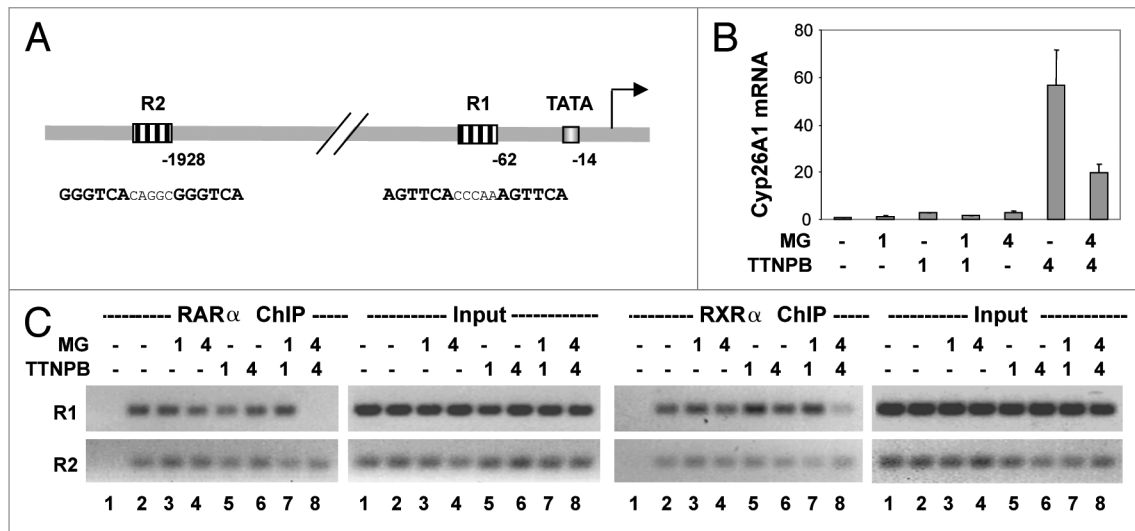 A
R2
R1
TATA
-1928
-62
-14
GGGTCACAGGCGGGTCA
AGTTCACCCAAAGTTCA
B
Cyp26A1 mRNA
80
60
40
20
0
MG - 1 - 1 4 - 4
TTNPB - - 1 1 - 4 4
C
RARα ChIP
Input
RXRα ChIP
Input
MG - - 1 4 - - 1 4 - - 1 4 - - 1 4 - - 1 4 - - 1 4 - - 1 4 - - 1 4
TTNPB - - - - 1 4 1 4 - - - - 1 4 1 4 - - - - 1 4 1 4 - - - - 1 4 1 4
R1
R2
1 2 3 4 5 6 7 8 1 2 3 4 5 6 7 8 1 2 3 4 5 6 7 8 1 2 3 4 5 6 7 8